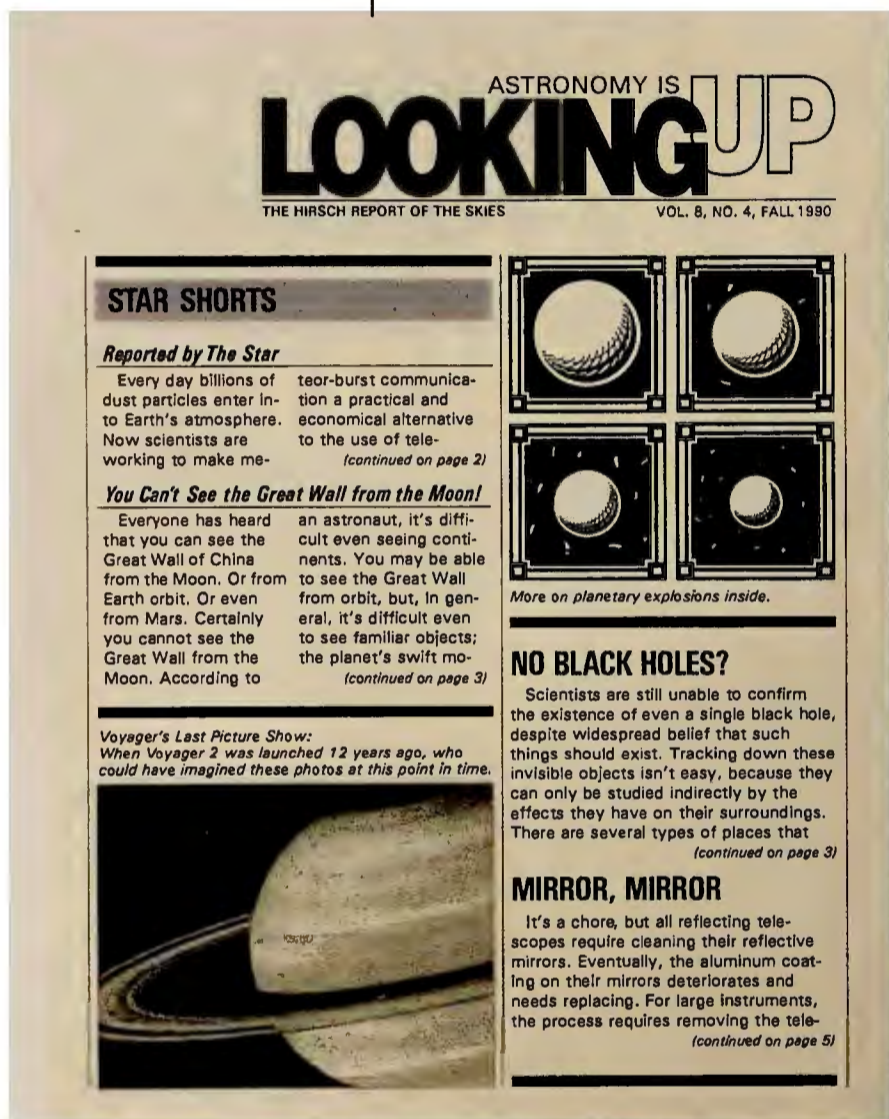 ASTRONOMY IS
LOOKING UP
THE HIRSCH REPORT OF THE SKIES
VOL. 8, NO. 4, FALL 1990
STAR SHORTS
Reported by The Star
Every day billions of
dust particles enter in-
to Earth's atmosphere.
Now scientists are
working to make me-
teor-burst communica-
tion a practical and
economical alternative
to the use of tele-
(continued on page 2)
You Can't See the Great Wall from the Moon!
Everyone has heard
that you can see the
Great Wall of China
from the Moon. Or from
Earth orbit. Or even
from Mars. Certainly
you cannot see the
Great Wall from the
Moon. According to
an astronaut, it's diffi-
cult even seeing conti-
nents. You may be able
to see the Great Wall
from orbit, but, in gen-
eral, it's difficult even
to see familiar objects;
the planet's swift mo-
(continued on page 3)
Voyager's Last Picture Show:
When Voyager 2 was launched 12 years ago, who
could have imagined these photos at this point in time.
More on planetary explosions inside.
NO BLACK HOLES?
Scientists are still unable to confirm
the existence of even a single black hole,
despite widespread belief that such
things should exist. Tracking down these
invisible objects isn't easy, because they
can only be studied indirectly by the
effects they have on their surroundings.
There are several types of places that
(continued on page 3)
MIRROR, MIRROR
It's a chore, but all reflecting tele-
scopes require cleaning their reflective
mirrors. Eventually, the aluminum coat-
ing on their mirrors deteriorates and
needs replacing. For large instruments,
the process requires removing the tele-
(continued on page 5)